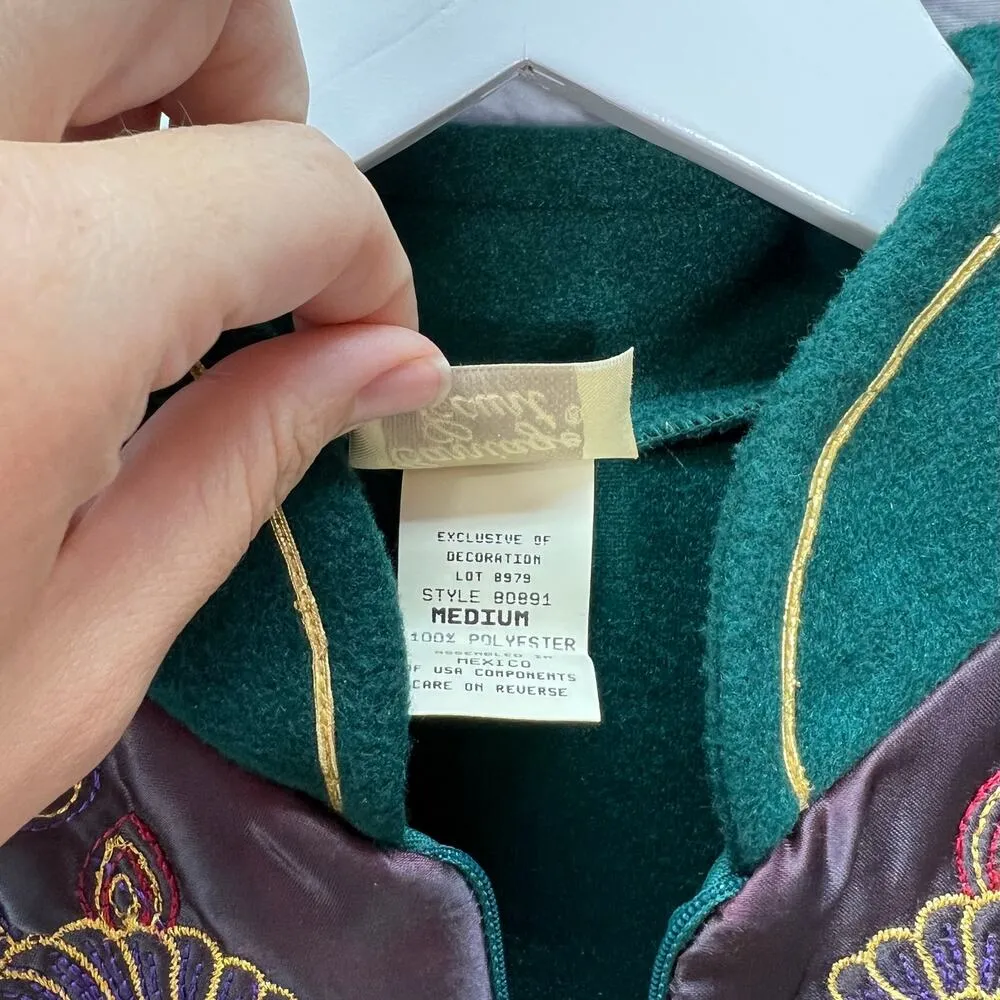 EXCLUSIVE OF
DECORATION
LOT 8979
STYLE 80891
MEDIUM
100% POLYESTER
ASSEMBLED IN
MEXICO
OF USA COMPONENTS
CARE ON REVERSE